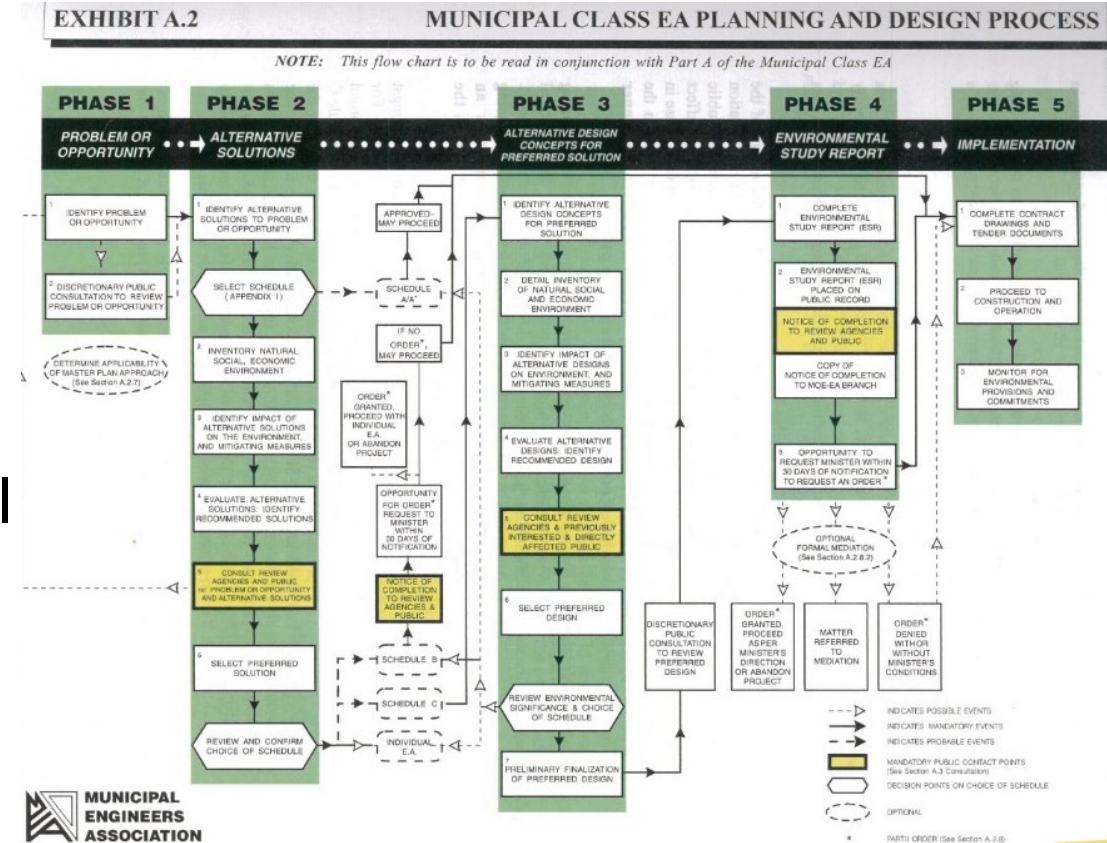 EXHIBIT A.2
MUNICIPAL CLASS EA PLANNING AND DESIGN PROCESS
NOTE: This flow chart is to be read in conjunction with Part A of the Municipal Class EA
PHASE 1
PROBLEM OR
OPPORTUNITY
1
IDENTIFY PROBLEM
OR OPPORTUNITY
2
DISCRETIONARY PUBLIC
CONSULTATION TO REVIEW
PROBLEM OR OPPORTUNITY
DETERMINE APPLICABILITY
OF MASTER PLAN APPROACH
(See Section A.2.7)
PHASE 2
ALTERNATIVE
SOLUTIONS
1
IDENTIFY ALTERNATIVE
SOLUTIONS TO PROBLEM
OR OPPORTUNITY
SELECT SCHEDULE
(APPENDIX I)
2
INVENTORY NATURAL,
SOCIAL, ECONOMIC
ENVIRONMENT
3
IDENTIFY IMPACT OF
ALTERNATIVE SOLUTIONS
ON THE ENVIRONMENT,
AND MITIGATING MEASURES
4
EVALUATE ALTERNATIVE
SOLUTIONS: IDENTIFY
RECOMMENDED SOLUTIONS
5
CONSULT REVIEW
AGENCIES AND PUBLIC
re: PROBLEM OR OPPORTUNITY
AND ALTERNATIVE SOLUTIONS
6
SELECT PREFERRED
SOLUTION
REVIEW AND CONFIRM
CHOICE OF SCHEDULE
APPROVED-
MAY PROCEED
SCHEDULE
A/A+
IF NO
ORDER*,
MAY PROCEED
ORDER*
GRANTED,
PROCEED WITH
INDIVIDUAL
E.A.
OR ABANDON
PROJECT
OPPORTUNITY
FOR ORDER*
REQUEST TO
MINISTER
WITHIN
30 DAYS OF
NOTIFICATION
NOTICE OF
COMPLETION
TO REVIEW
AGENCIES &
PUBLIC
SCHEDULE B
SCHEDULE C
INDIVIDUAL
E.A.
PHASE 3
ALTERNATIVE DESIGN
CONCEPTS FOR
PREFERRED SOLUTION
1
IDENTIFY ALTERNATIVE
DESIGN CONCEPTS
FOR PREFERRED
SOLUTION
2
DETAIL INVENTORY
OF NATURAL, SOCIAL
AND ECONOMIC
ENVIRONMENT
3
IDENTIFY IMPACT OF
ALTERNATIVE DESIGNS
ON ENVIRONMENT, AND
MITIGATING MEASURES
4
EVALUATE ALTERNATIVE
DESIGNS: IDENTIFY
RECOMMENDED DESIGN
5
CONSULT REVIEW
AGENCIES & PREVIOUSLY
INTERESTED & DIRECTLY
AFFECTED PUBLIC
6
SELECT PREFERRED
DESIGN
REVIEW ENVIRONMENTAL
SIGNIFICANCE & CHOICE
OF SCHEDULE
7
PRELIMINARY FINALIZATION
OF PREFERRED DESIGN
DISCRETIONARY
PUBLIC
CONSULTATION
TO REVIEW
PREFERRED
DESIGN
PHASE 4
ENVIRONMENTAL
STUDY REPORT
1
COMPLETE
ENVIRONMENTAL
STUDY REPORT (ESR)
2
ENVIRONMENTAL
STUDY REPORT (ESR)
PLACED ON
PUBLIC RECORD
NOTICE OF COMPLETION
TO REVIEW AGENCIES
AND PUBLIC
COPY OF
NOTICE OF COMPLETION
TO MOE-EA BRANCH
3
OPPORTUNITY TO
REQUEST MINISTER WITHIN
30 DAYS OF NOTIFICATION
TO REQUEST AN ORDER*
OPTIONAL
FORMAL MEDIATION
(See Section A.2.8.2)
ORDER*
GRANTED,
PROCEED
AS PER
MINISTER'S
DIRECTION
OR ABANDON
PROJECT
MATTER
REFERRED
TO
MEDIATION
ORDER*
DENIED WITH
OR WITHOUT
MINISTER'S
CONDITIONS
PHASE 5
IMPLEMENTATION
1
COMPLETE CONTRACT
DRAWINGS AND
TENDER DOCUMENTS
2
PROCEED TO
CONSTRUCTION AND
OPERATION
3
MONITOR FOR
ENVIRONMENTAL
PROVISIONS AND
COMMITMENTS
INDICATES POSSIBLE EVENTS
INDICATES MANDATORY EVENTS
INDICATES PROBABLE EVENTS
MANDATORY PUBLIC CONTACT POINTS
(See Section A.3 Consultation)
DECISION POINTS ON CHOICE OF SCHEDULE
OPTIONAL
* PART II ORDER (See Section A.2.8)
MUNICIPAL
ENGINEERS
ASSOCIATION